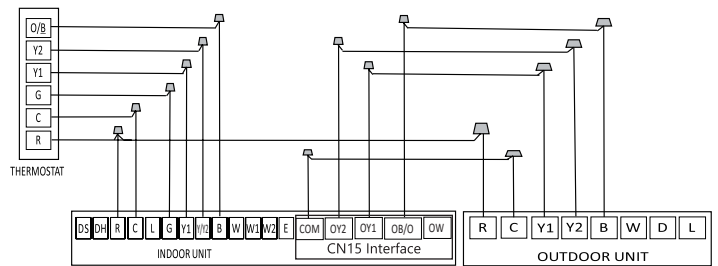 O/B
Y2
Y1
G
C
R
THERMOSTAT
DS DH R C L G Y1 Y/Y2 B W W1 W2 E COM OY2 OY1 OB/O OW
INDOOR UNIT
CN15 Interface
R C Y1 Y2 B W D L
OUTDOOR UNIT